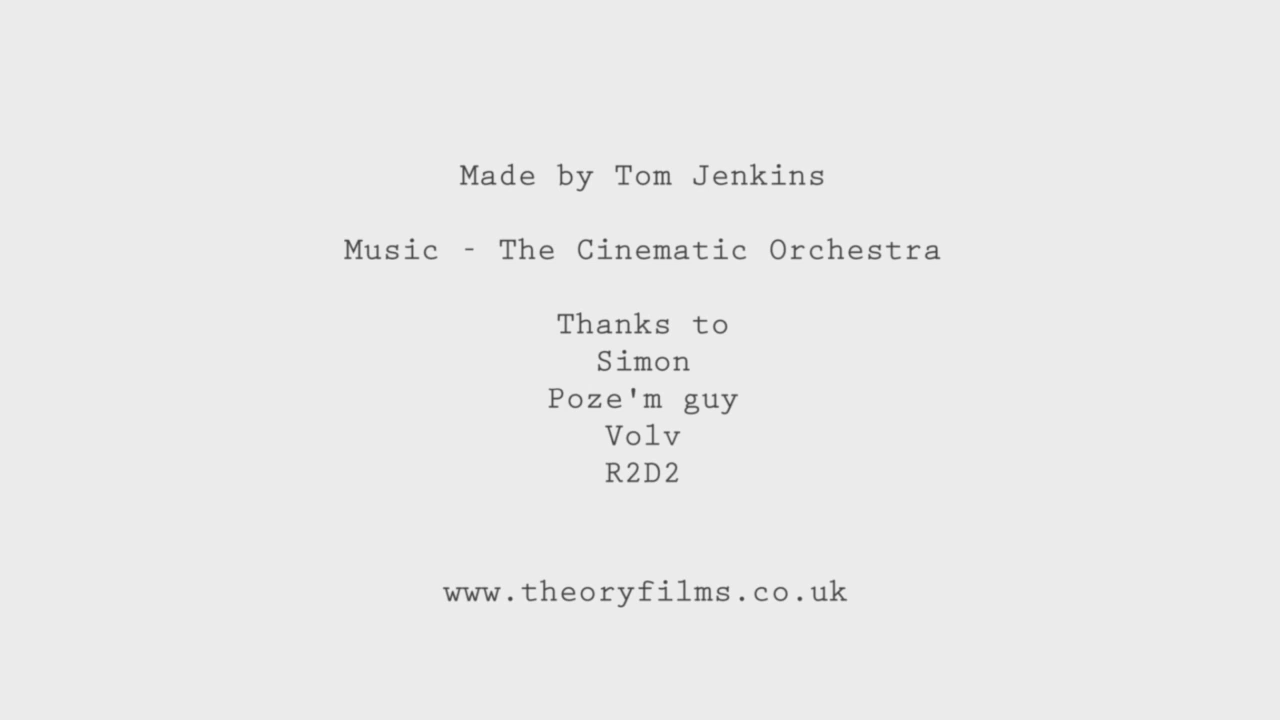 Made by Tom Jenkins
Music - The Cinematic Orchestra
Thanks to
Simon
Poze'm guy
Volv
R2D2
www.theoryfilms.co.uk